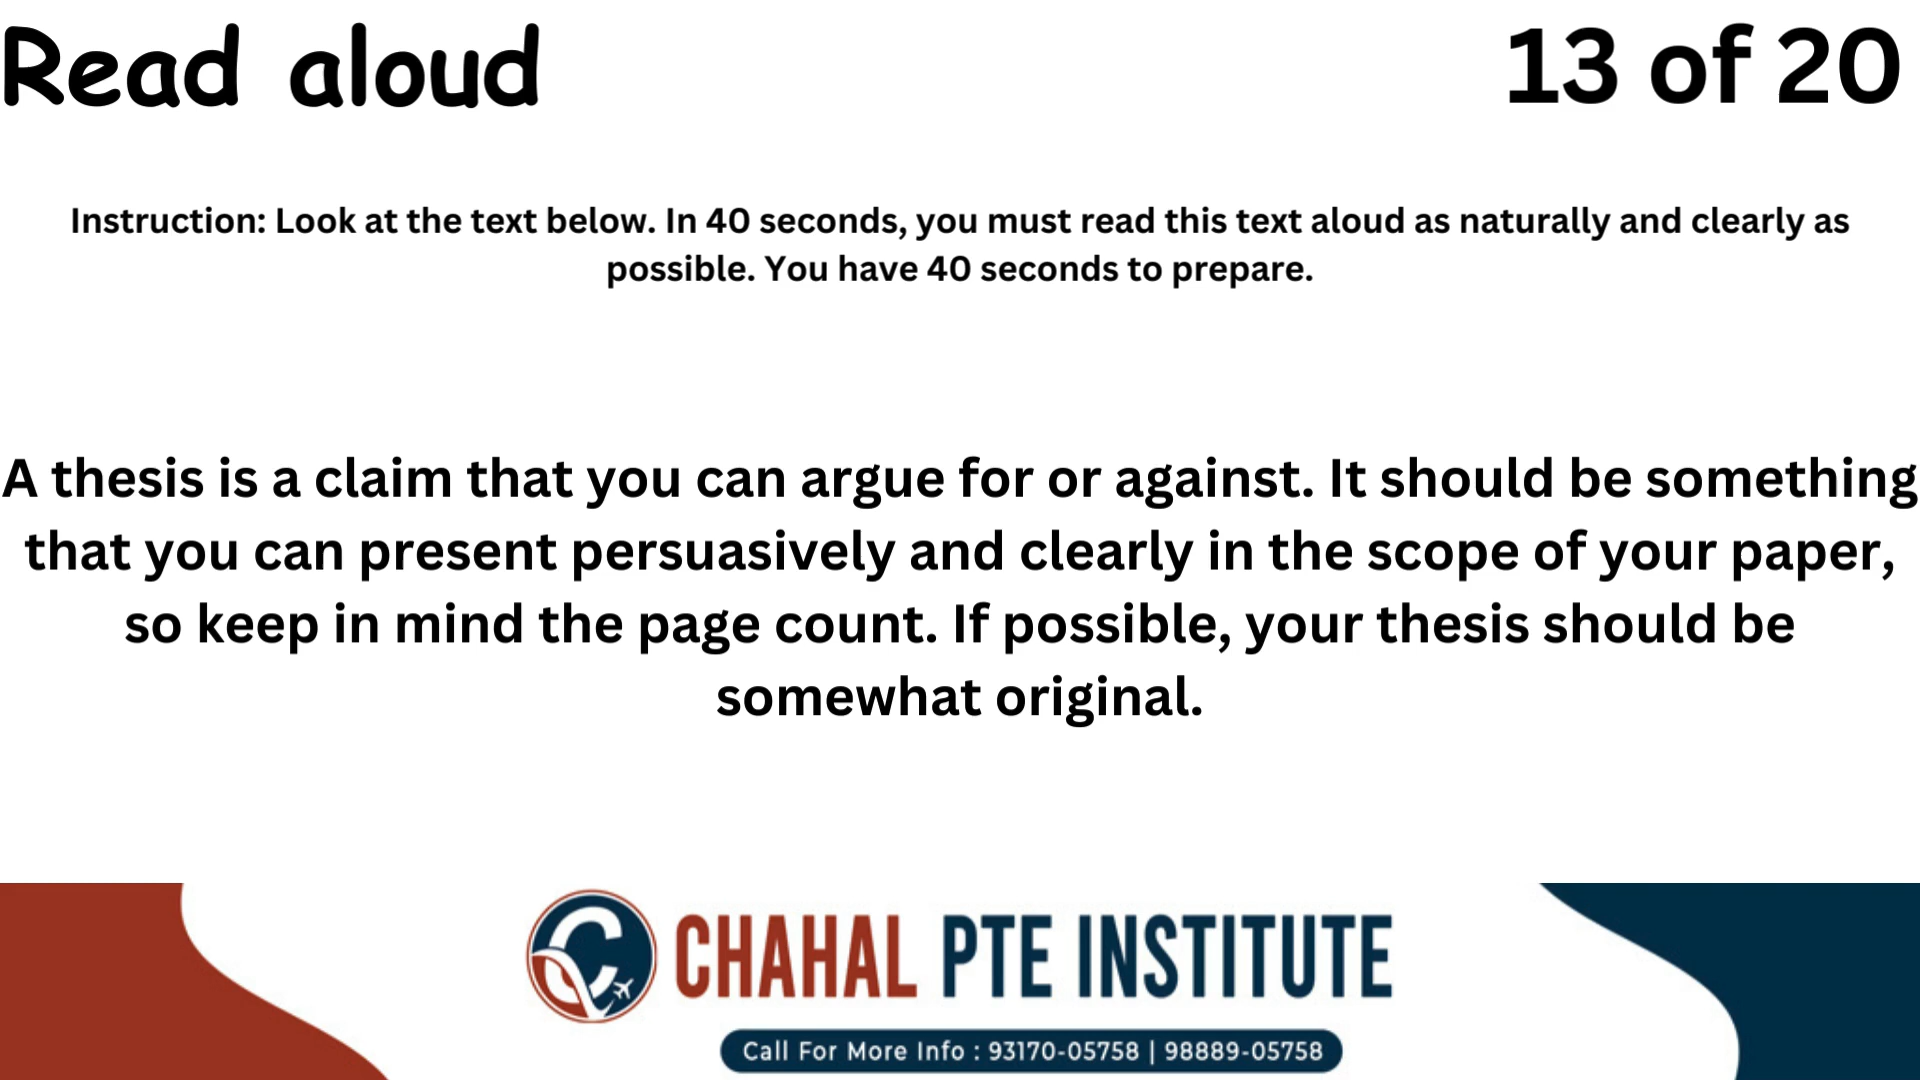 Read aloud
13 of 20
Instruction: Look at the text below. In 40 seconds, you must read this text aloud as naturally and clearly as
possible. You have 40 seconds to prepare.
A thesis is a claim that you can argue for or against. It should be something
that you can present persuasively and clearly in the scope of your paper,
so keep in mind the page count. If possible, your thesis should be
somewhat original.
CHAHAL PTE INSTITUTE
Call For More Info : 93170-05758 | 98889-05758